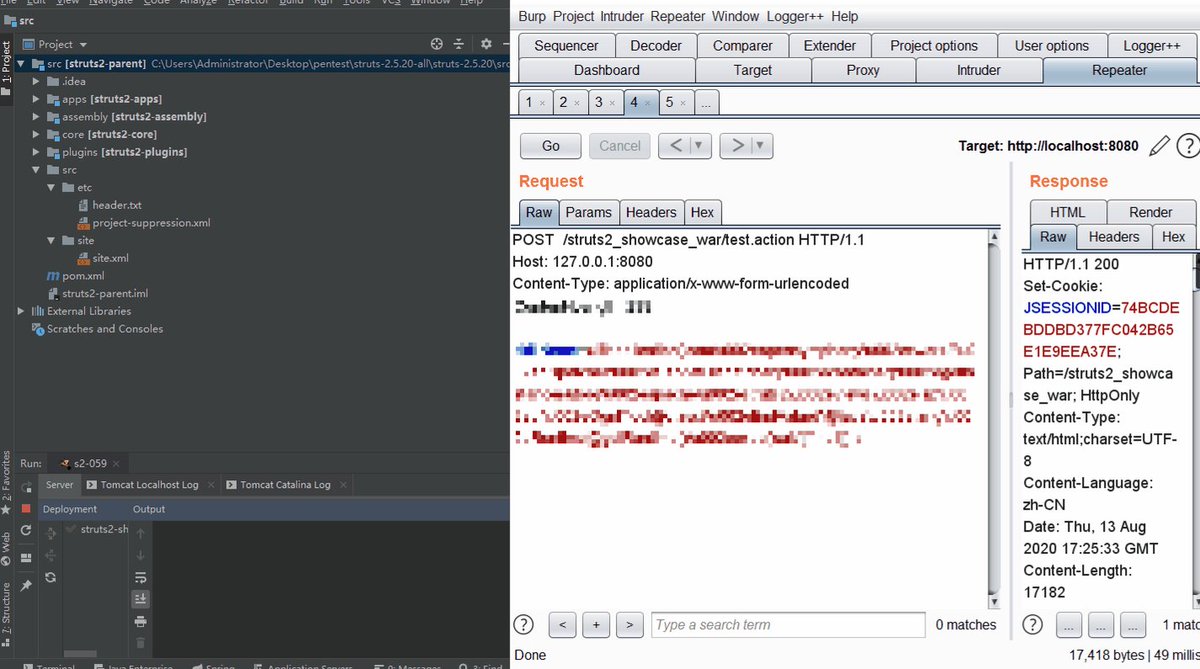 File Edit View Navigate Code Analyze Refactor Build Run Tools VCS Window Help
src
Project
src [struts2-parent] C:\Users\Administrator\Desktop\pentest\struts-2.5.20-all\struts-2.5.20\src
.idea
apps [struts2-apps]
assembly [struts2-assembly]
core [struts2-core]
plugins [struts2-plugins]
src
etc
header.txt
project-suppression.xml
site
site.xml
pom.xml
struts2-parent.iml
External Libraries
Scratches and Consoles
1: Project
2: Favorites
Web
7: Structure
Run: s2-059
Server Tomcat Localhost Log Tomcat Catalina Log
Deployment Output
struts2-sh
Terminal Java Enterprise Spring Application Servers 0: Messages 3: Find
Burp Project Intruder Repeater Window Logger++ Help
Sequencer Decoder Comparer Extender Project options User options Logger++
Dashboard Target Proxy Intruder Repeater
1 × 2 × 3 × 4 × 5 × ...
Go Cancel < > Target: http://localhost:8080 ?
Request
Raw Params Headers Hex
POST /struts2_showcase_war/test.action HTTP/1.1
Host: 127.0.0.1:8080
Content-Type: application/x-www-form-urlencoded
? < + > Type a search term 0 matches
Response
HTML Render
Raw Headers Hex
HTTP/1.1 200
Set-Cookie:
JSESSIONID=74BCDE
BDDBD377FC042B65
E1E9EEA37E;
Path=/struts2_showca
se_war; HttpOnly
Content-Type:
text/html;charset=UTF-
8
Content-Language:
zh-CN
Date: Thu, 13 Aug
2020 17:25:33 GMT
Content-Length:
17182
? ... ... ... 1 matc
Done
17,418 bytes | 49 millis